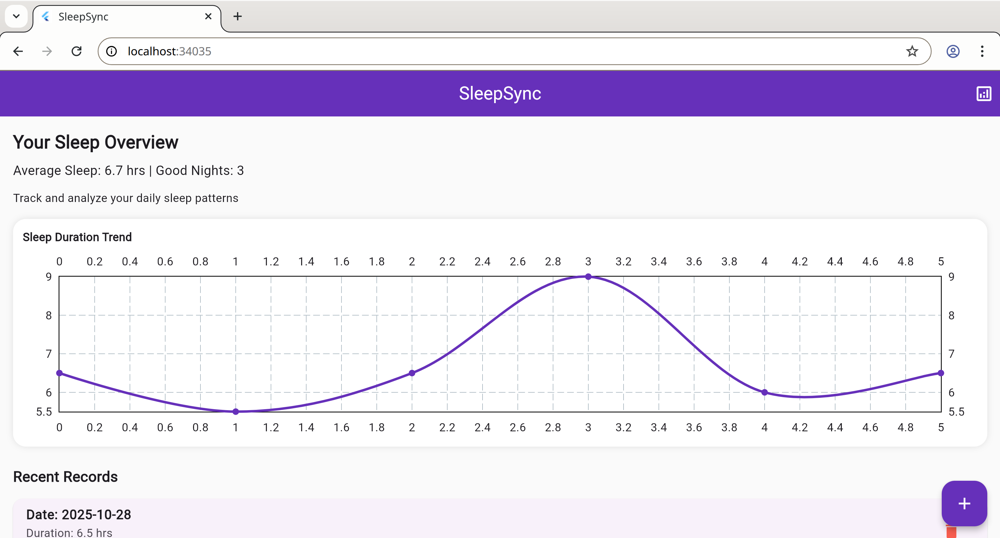 SleepSync
localhost:34035
SleepSync
Your Sleep Overview
Average Sleep: 6.7 hrs | Good Nights: 3
Track and analyze your daily sleep patterns
Sleep Duration Trend
0 0.2 0.4 0.6 0.8 1 1.2 1.4 1.6 1.8 2 2.2 2.4 2.6 2.8 3 3.2 3.4 3.6 3.8 4 4.2 4.4 4.6 4.8 5
9 9
8 8
7 7
6 6
5.5 5.5
0 0.2 0.4 0.6 0.8 1 1.2 1.4 1.6 1.8 2 2.2 2.4 2.6 2.8 3 3.2 3.4 3.6 3.8 4 4.2 4.4 4.6 4.8 5
Recent Records
Date: 2025-10-28
Duration: 6.5 hrs